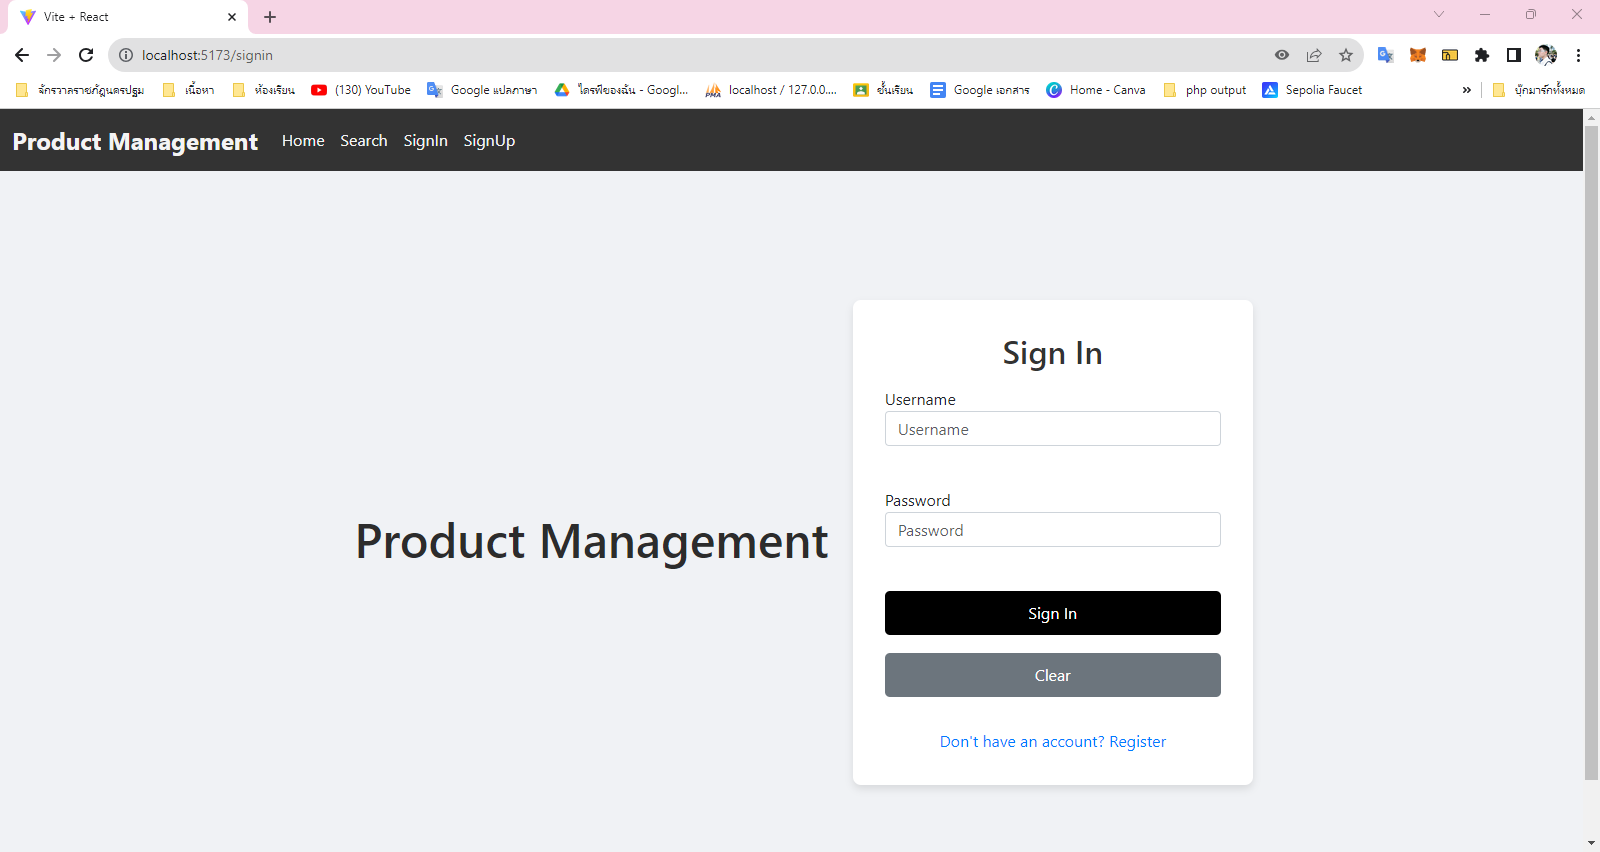 Vite + React
localhost:5173/signin
จักรวาลราชภัฎนครปฐม เนื้อหา ห้องเรียน (130) YouTube Google แปลภาษา ไดรฟ์ของฉัน - Googl... localhost / 127.0.0.... ชั้นเรียน Google เอกสาร Home - Canva php output Sepolia Faucet » บุ๊กมาร์กทั้งหมด
Product Management Home Search SignIn SignUp
Sign In
Username
Username
Password
Password
Product Management
Sign In
Clear
Don't have an account? Register